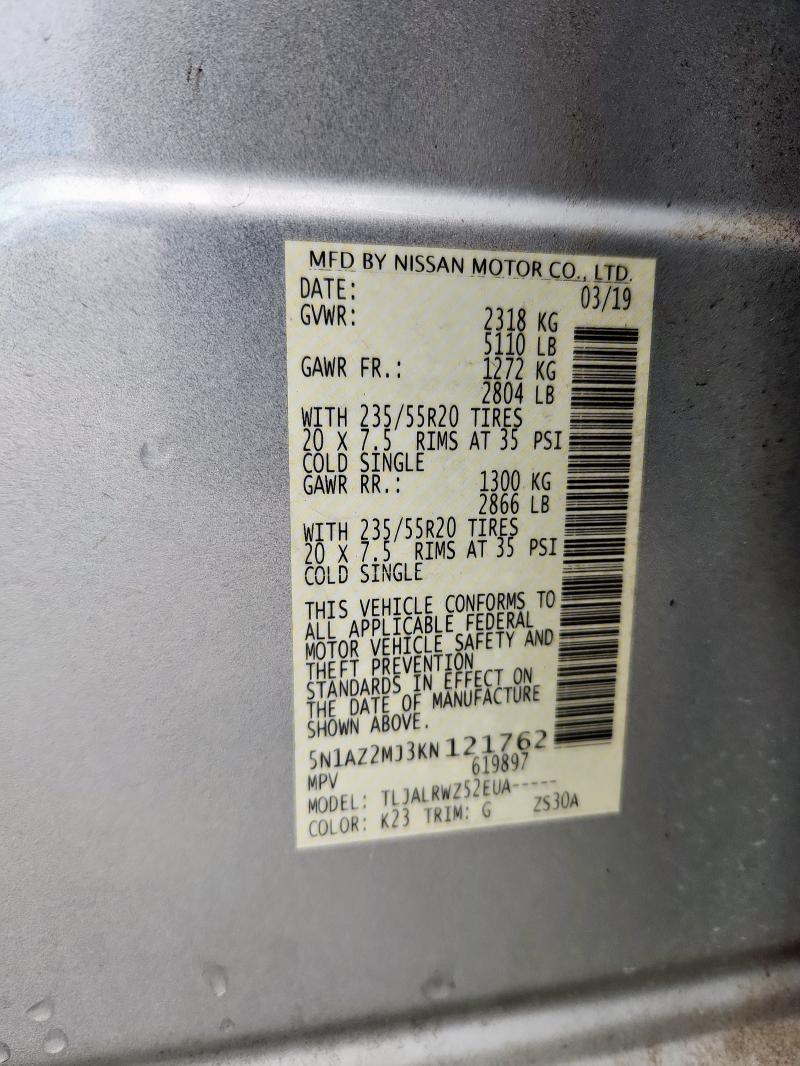 MFD BY NISSAN MOTOR CO., LTD.
DATE: 03/19
GVWR: 2318 KG
5110 LB
GAWR FR.: 1272 KG
2804 LB
WITH 235/55R20 TIRES
20 X 7.5 RIMS AT 35 PSI
COLD SINGLE
GAWR RR.: 1300 KG
2866 LB
WITH 235/55R20 TIRES
20 X 7.5 RIMS AT 35 PSI
COLD SINGLE
THIS VEHICLE CONFORMS TO
ALL APPLICABLE FEDERAL
MOTOR VEHICLE SAFETY AND
THEFT PREVENTION
STANDARDS IN EFFECT ON
THE DATE OF MANUFACTURE
SHOWN ABOVE.
5N1AZ2MJ3KN121762
MPV 619897
MODEL: TLJALRWZ52EUA-----
COLOR: K23 TRIM: G ZS30A